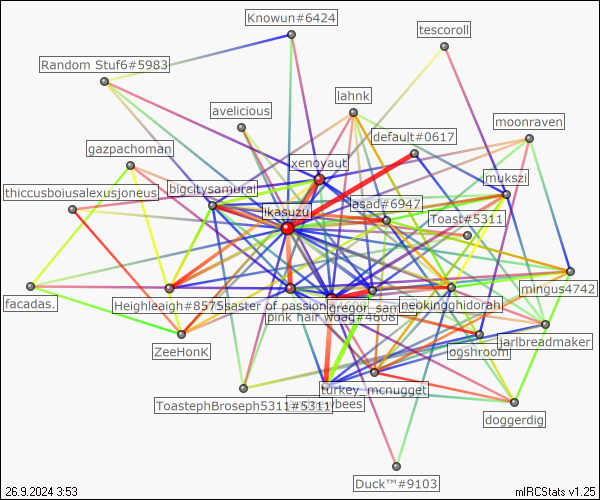 Knowun#6424
tescoroll
Random Stuf6#5983
lahnk
avelicious
moonraven
default#0617
gazpachoman
xenoyaut
mukszi
thiccusboiusalexusjoneus
bigcitysamurai
asad#6947
ikasuzu
Toast#5311
mingus4742
facadas.
Heighleaigh#8575
saster of passion
gregor_sam
neokingghidorah
pink hair
#4608
jarlbreadmaker
ZeeHonK
ogshroom
turkey_mcnugget
ToastephBroseph5311#5311
bees
doggerdig
Duck™#9103
26.9.2024 3:53
mIRCStats v1.25